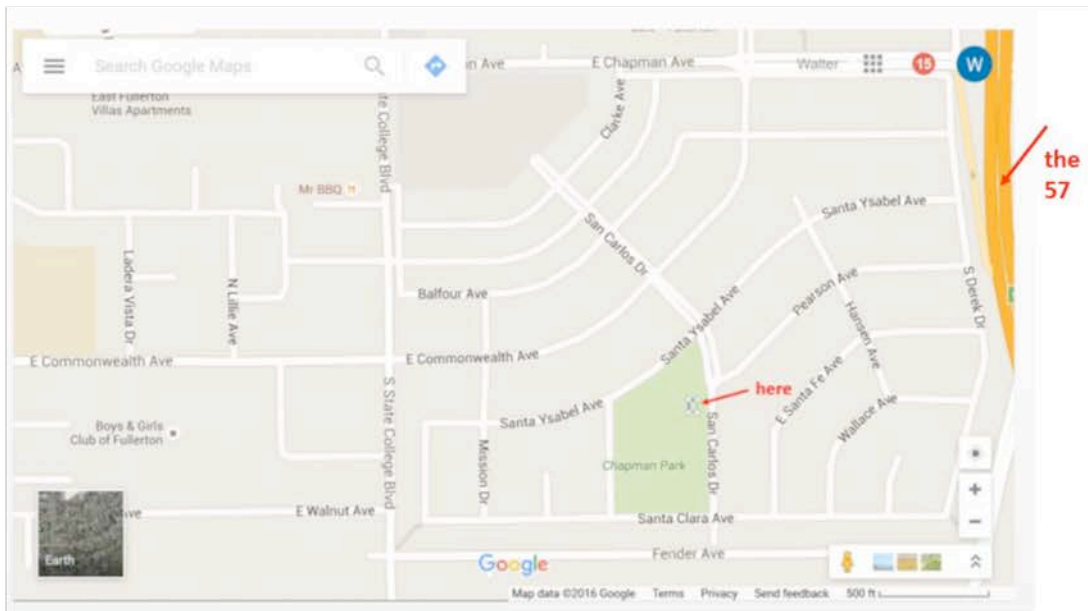 Search Google Maps
n Ave
E Chapman Ave
Walter
15
W
East Fullerton
Villas Apartments
Clarke Ave
the
57
State College Blvd
Mr BBQ
San Carlos Dr
Santa Ysabel Ave
Ladera Vista Dr
N Lillie Ave
Balfour Ave
Pearson Ave
S Derek Dr
Hansen Ave
Santa Ysabel Ave
E Commonwealth Ave
E Commonwealth Ave
here
S State College Blvd
Santa Ysabel Ave
E Santa Fe Ave
Wallace Ave
San Carlos Dr
Boys & Girls
Club of Fullerton
Mission Dr
Chapman Park
E Walnut Ave
Santa Clara Ave
Fender Ave
Earth
Google
Map data ©2016 Google Terms Privacy Send feedback 500 ft